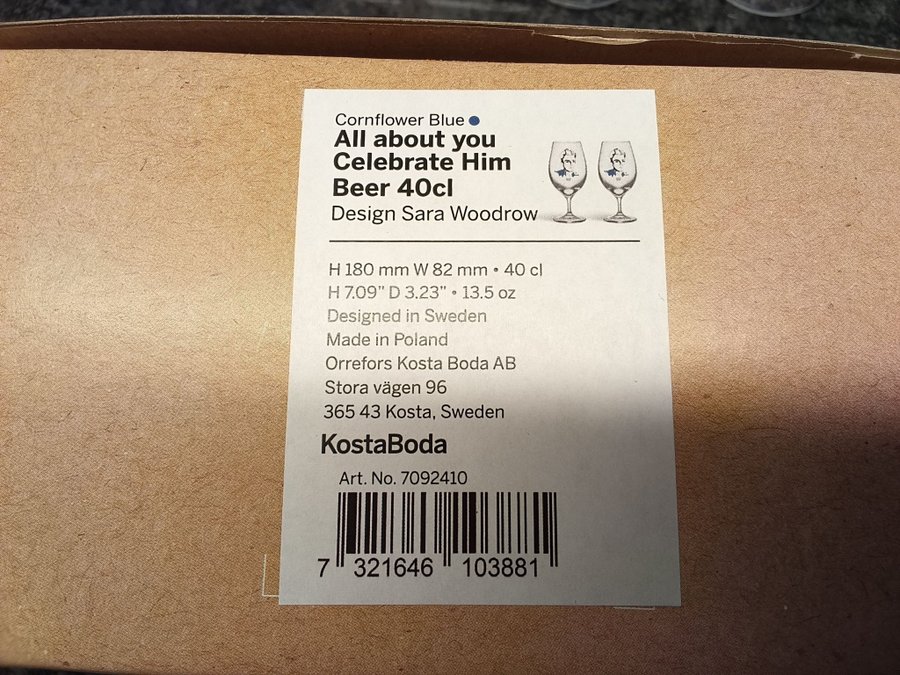 Cornflower Blue
All about you
Celebrate Him
Beer 40cl
Design Sara Woodrow
H 180 mm W 82 mm • 40 cl
H 7.09" D 3.23" • 13.5 oz
Designed in Sweden
Made in Poland
Orrefors Kosta Boda AB
Stora vägen 96
365 43 Kosta, Sweden
KostaBoda
Art. No. 7092410
7 321646 103881